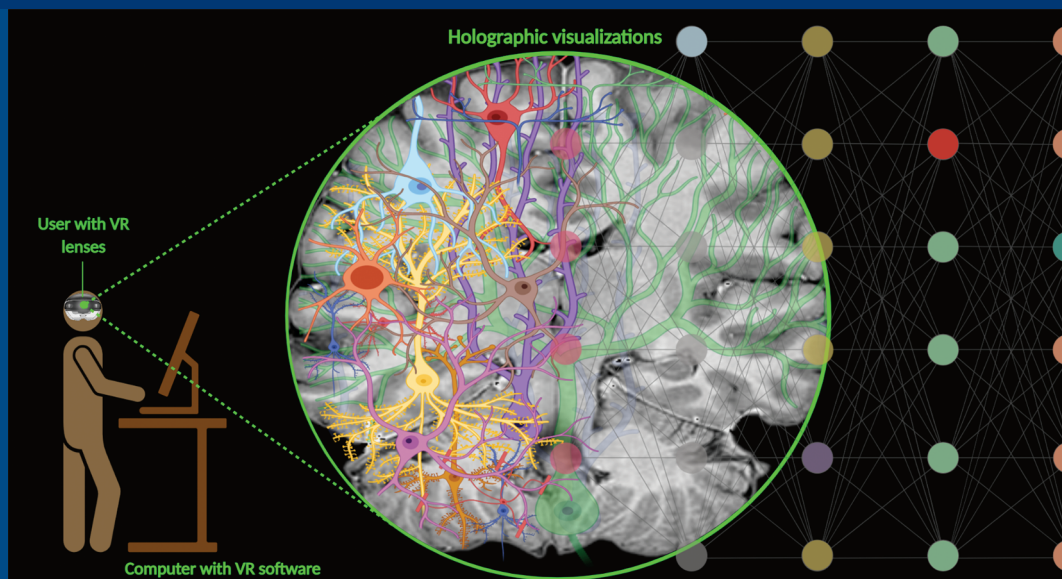 Holographic visualizations
User with VR
lenses
Computer with VR software